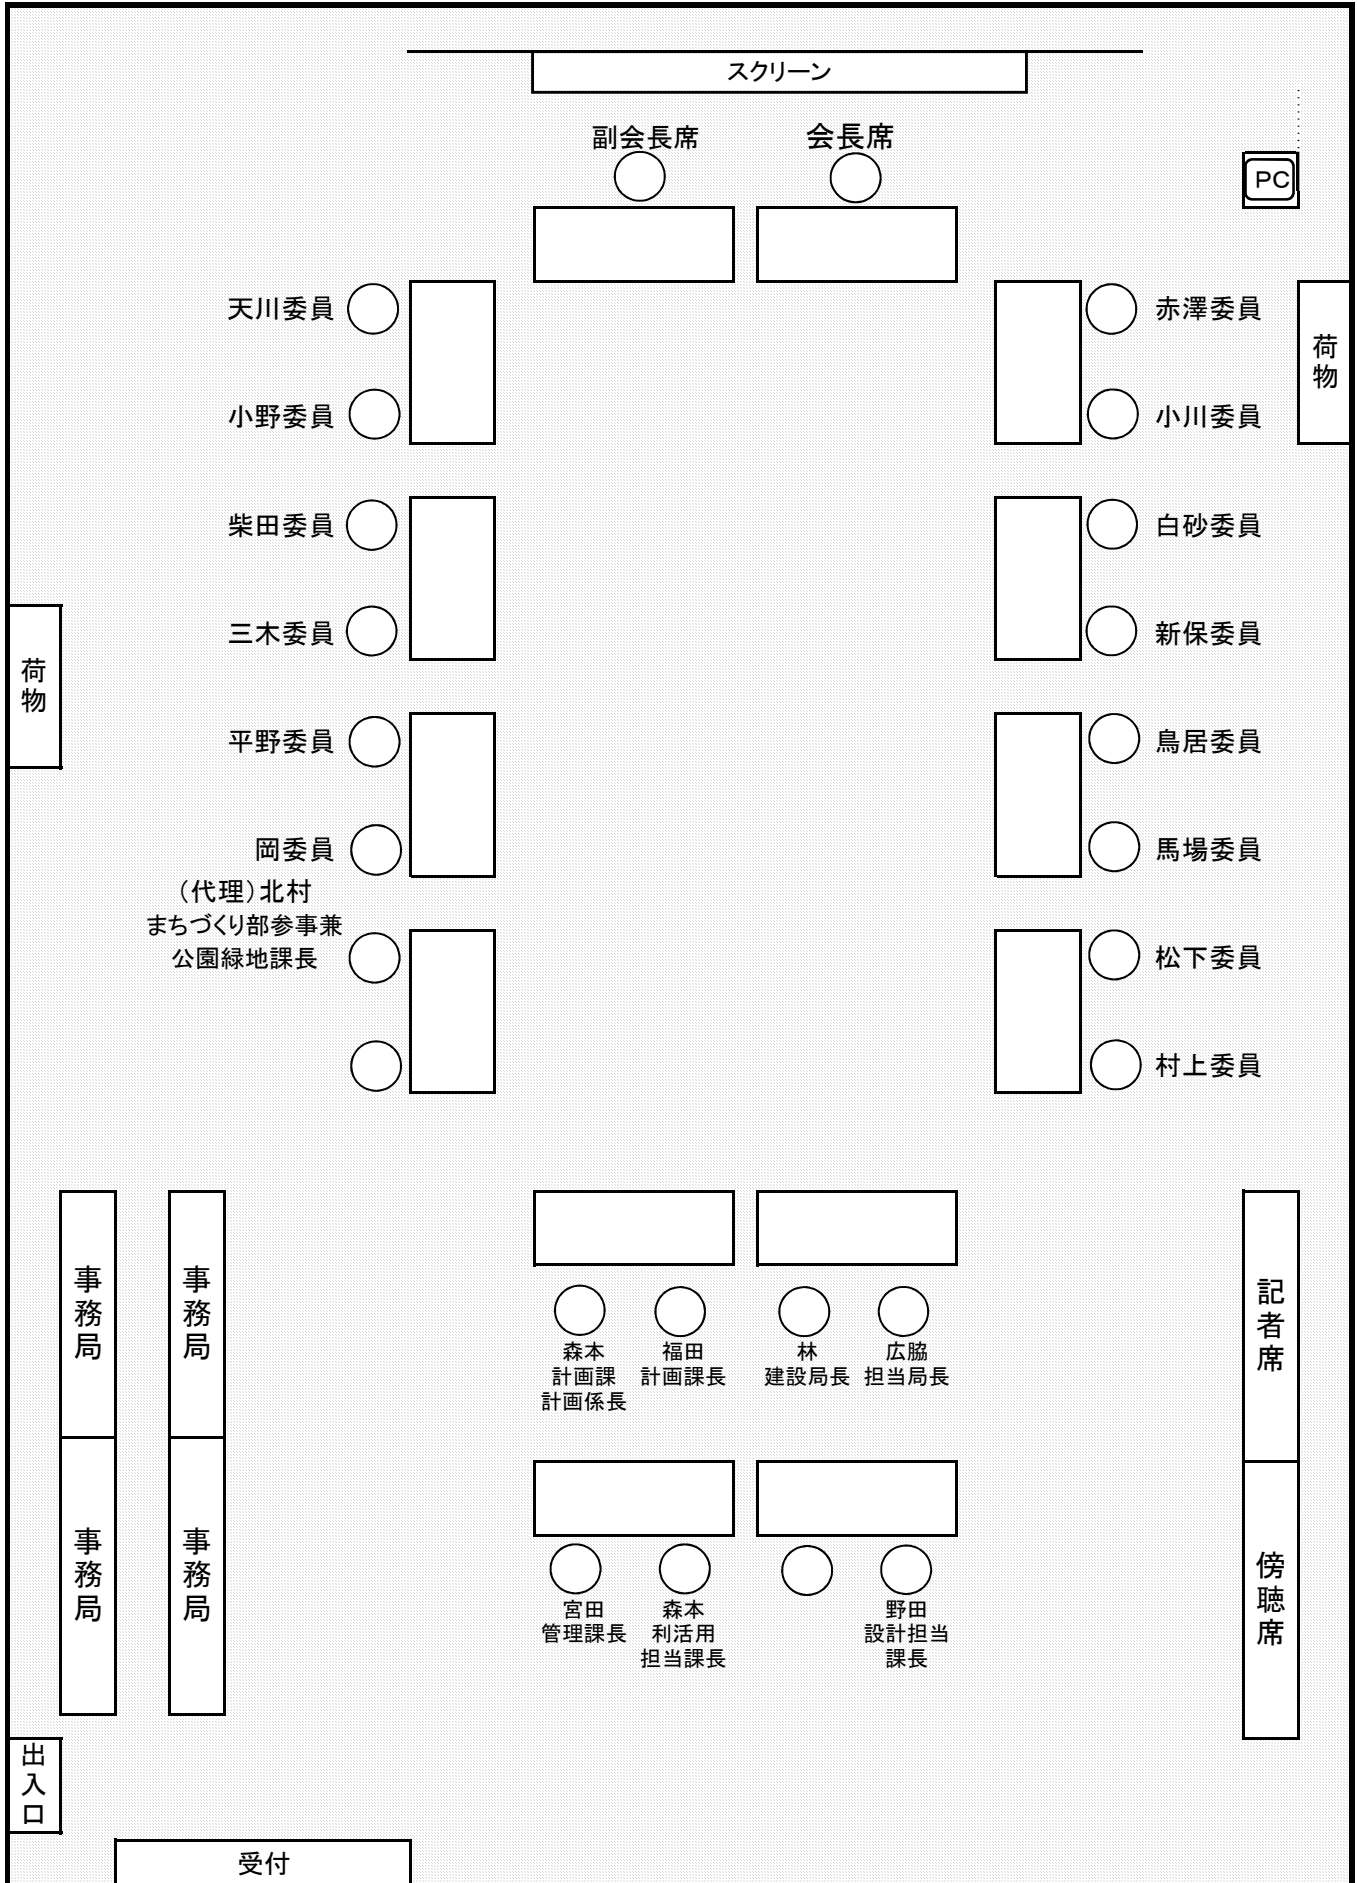 スクリーン
副会長席
会長席
PC
天川委員
赤澤委員
荷物
小野委員
小川委員
柴田委員
白砂委員
荷物
三木委員
新保委員
平野委員
鳥居委員
岡委員
馬場委員
(代理)北村
まちづくり部参事兼
公園緑地課長
松下委員
村上委員
事務局
事務局
記者席
森本
計画課
計画係長
福田
計画課長
林
建設局長
広脇
担当局長
事務局
事務局
傍聴席
宮田
管理課長
森本
利活用
担当課長
野田
設計担当
課長
出入口
受付